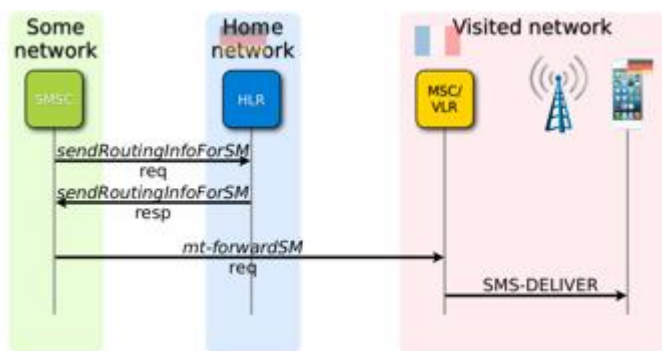 Some
network
Home
network
Visited network
SMSC
HLR
MSC/
VLR
sendRoutingInfoForSM
req
sendRoutingInfoForSM
resp
mt-forwardSM
req
SMS-DELIVER